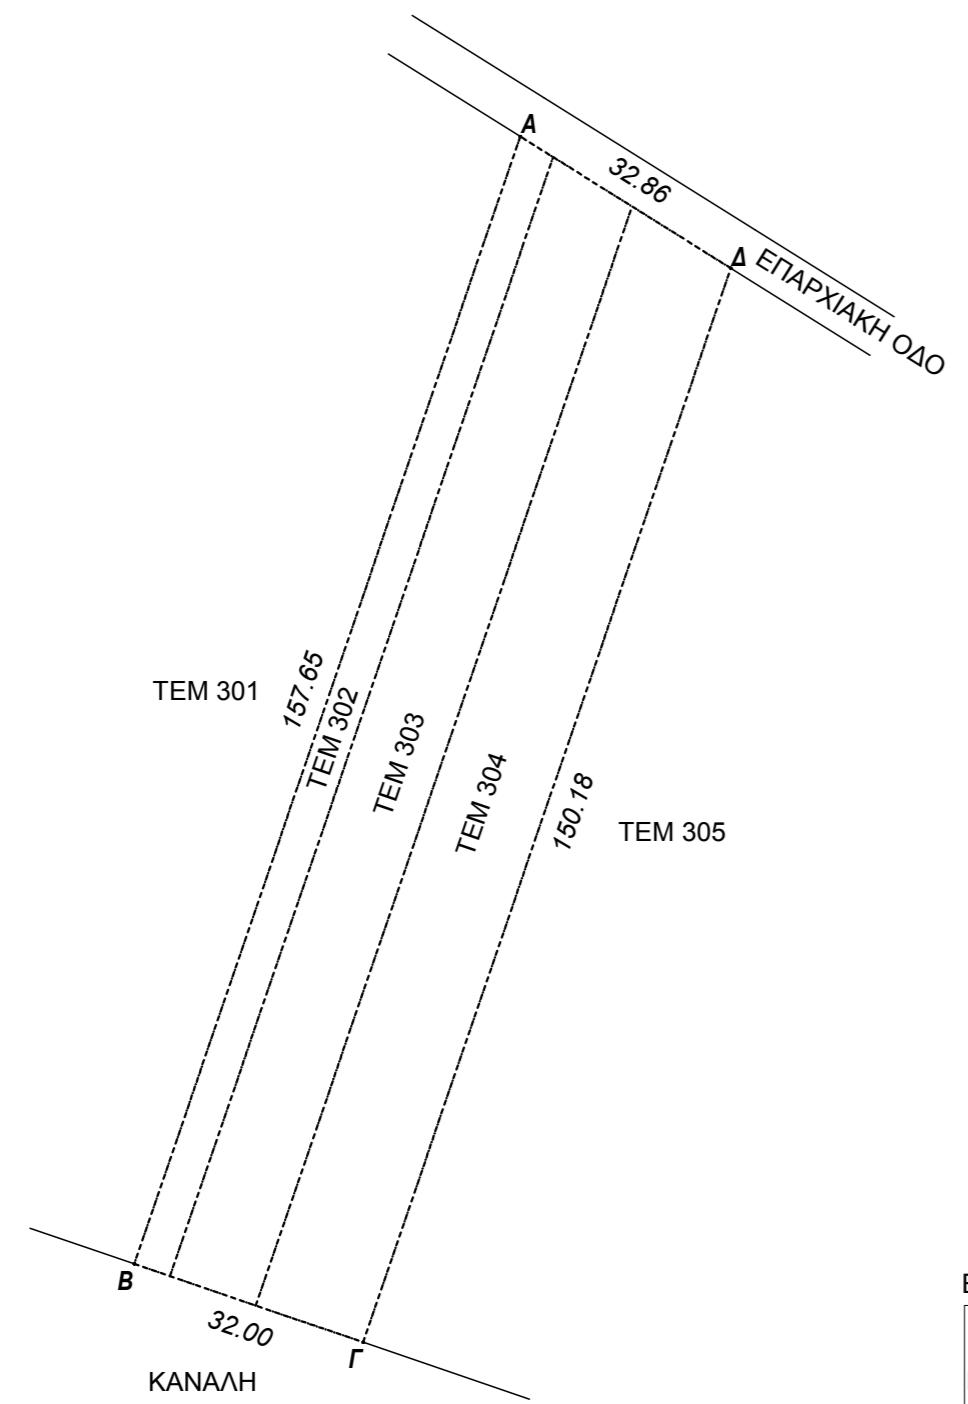 Α
32.86
Δ
ΕΠΑΡΧΙΑΚΗ ΟΔΟ
ΤΕΜ 301
157.65
ΤΕΜ 302
ΤΕΜ 303
ΤΕΜ 304
150.18
ΤΕΜ 305
Β
32.00
Γ
ΚΑΝΑΛΗ